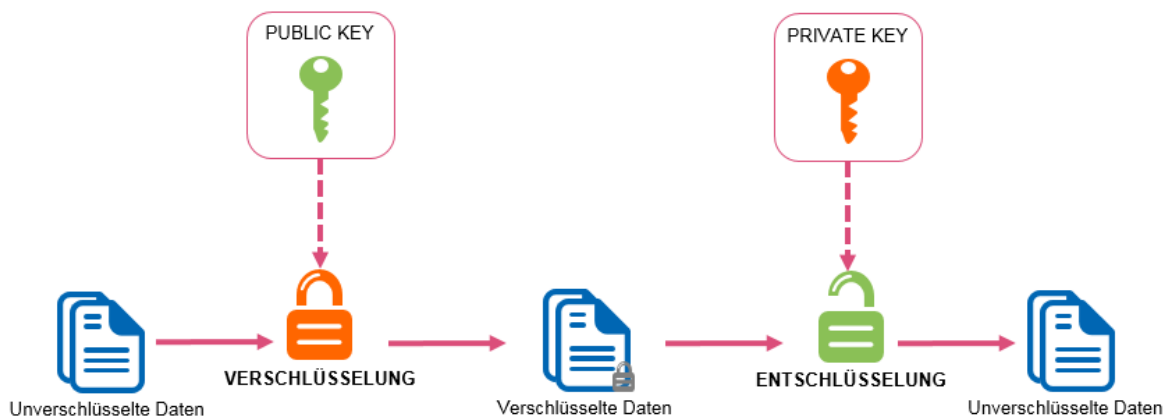 PUBLIC KEY
PRIVATE KEY
VERSCHLÜSSELUNG
ENTSCHLÜSSELUNG
Unverschlüsselte Daten
Verschlüsselte Daten
Unverschlüsselte Daten